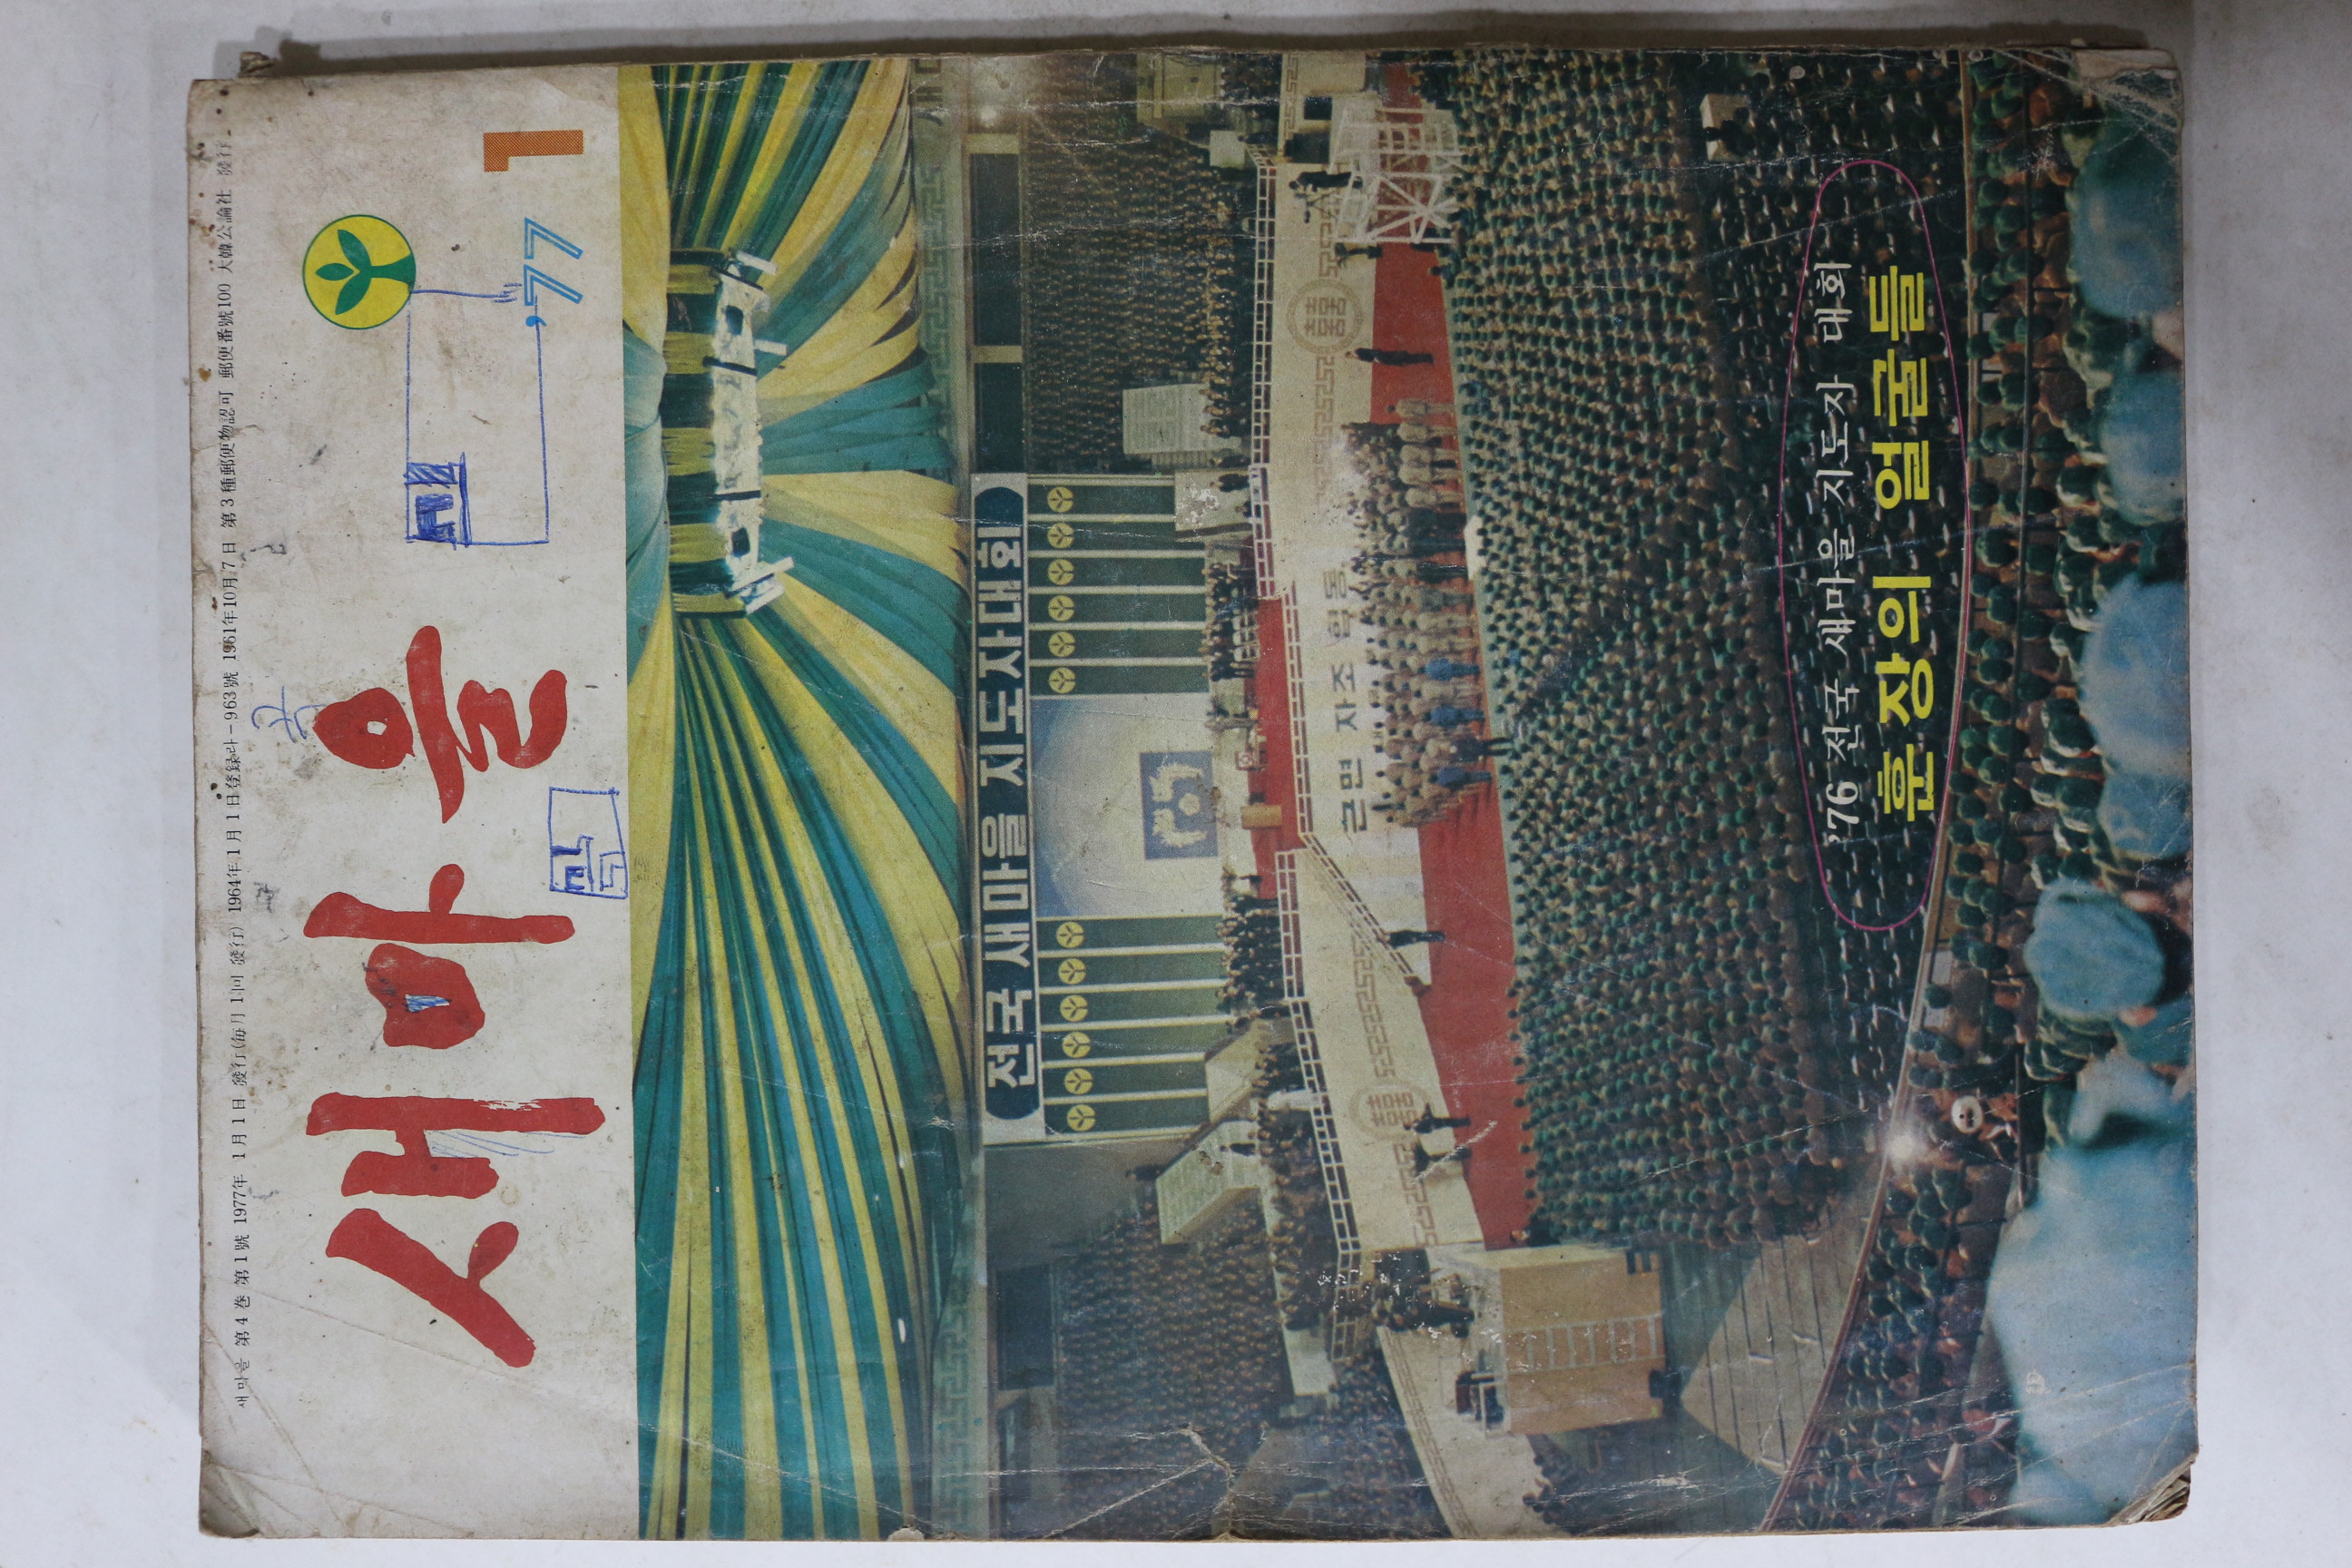 새마을 第4卷 第1號 1977年 1月1日 發行(每月1回 發行) 1964年1月1日登錄라-963號 1961年10月7日 第3種郵便物認可 郵便番號100 大韓公論社 發行
새마을
'77 1
전국 새마을 지도자대회
근면 자조 협동
'76 전국 새마을 지도자 대회
훈장의 얼굴들